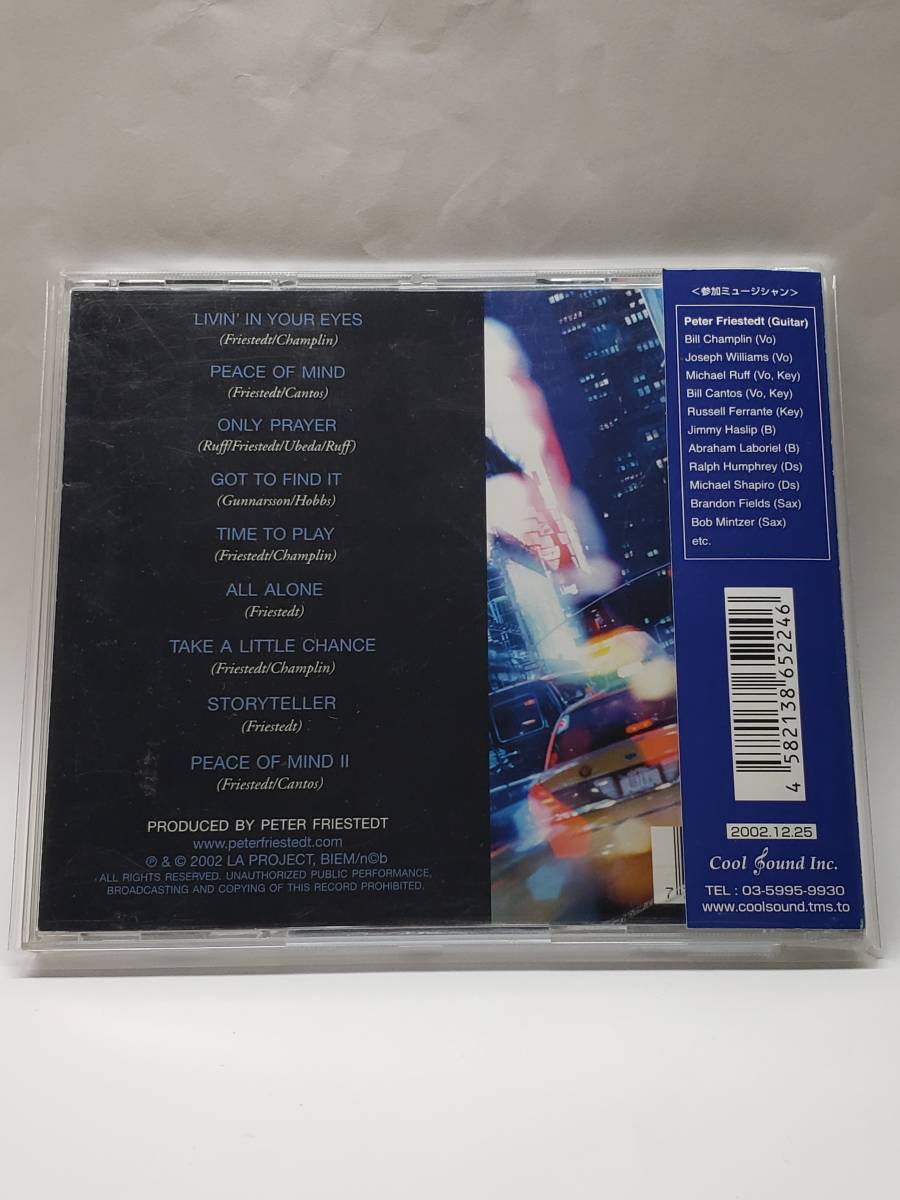 LIVIN' IN YOUR EYES
(Friestedt/Champlin)
PEACE OF MIND
(Friestedt/Cantos)
ONLY PRAYER
(Ruff/Friestedt/Ubeda/Ruff)
GOT TO FIND IT
(Gunnarsson/Hobbs)
TIME TO PLAY
(Friestedt/Champlin)
ALL ALONE
(Friestedt)
TAKE A LITTLE CHANCE
(Friestedt/Champlin)
STORYTELLER
(Friestedt)
PEACE OF MIND II
(Friestedt/Cantos)
PRODUCED BY PETER FRIESTEDT
www.peterfriestedt.com
℗ & © 2002 LA PROJECT, BIEM/n©b
ALL RIGHTS RESERVED. UNAUTHORIZED PUBLIC PERFORMANCE,
BROADCASTING AND COPYING OF THIS RECORD PROHIBITED.
7
＜参加ミュージシャン＞
Peter Friestedt (Guitar)
Bill Champlin (Vo)
Joseph Williams (Vo)
Michael Ruff (Vo, Key)
Bill Cantos (Vo, Key)
Russell Ferrante (Key)
Jimmy Haslip (B)
Abraham Laboriel (B)
Ralph Humphrey (Ds)
Michael Shapiro (Ds)
Brandon Fields (Sax)
Bob Mintzer (Sax)
etc.
4 582138 652246
2002.12.25
Cool Sound Inc.
TEL : 03-5995-9930
www.coolsound.tms.to